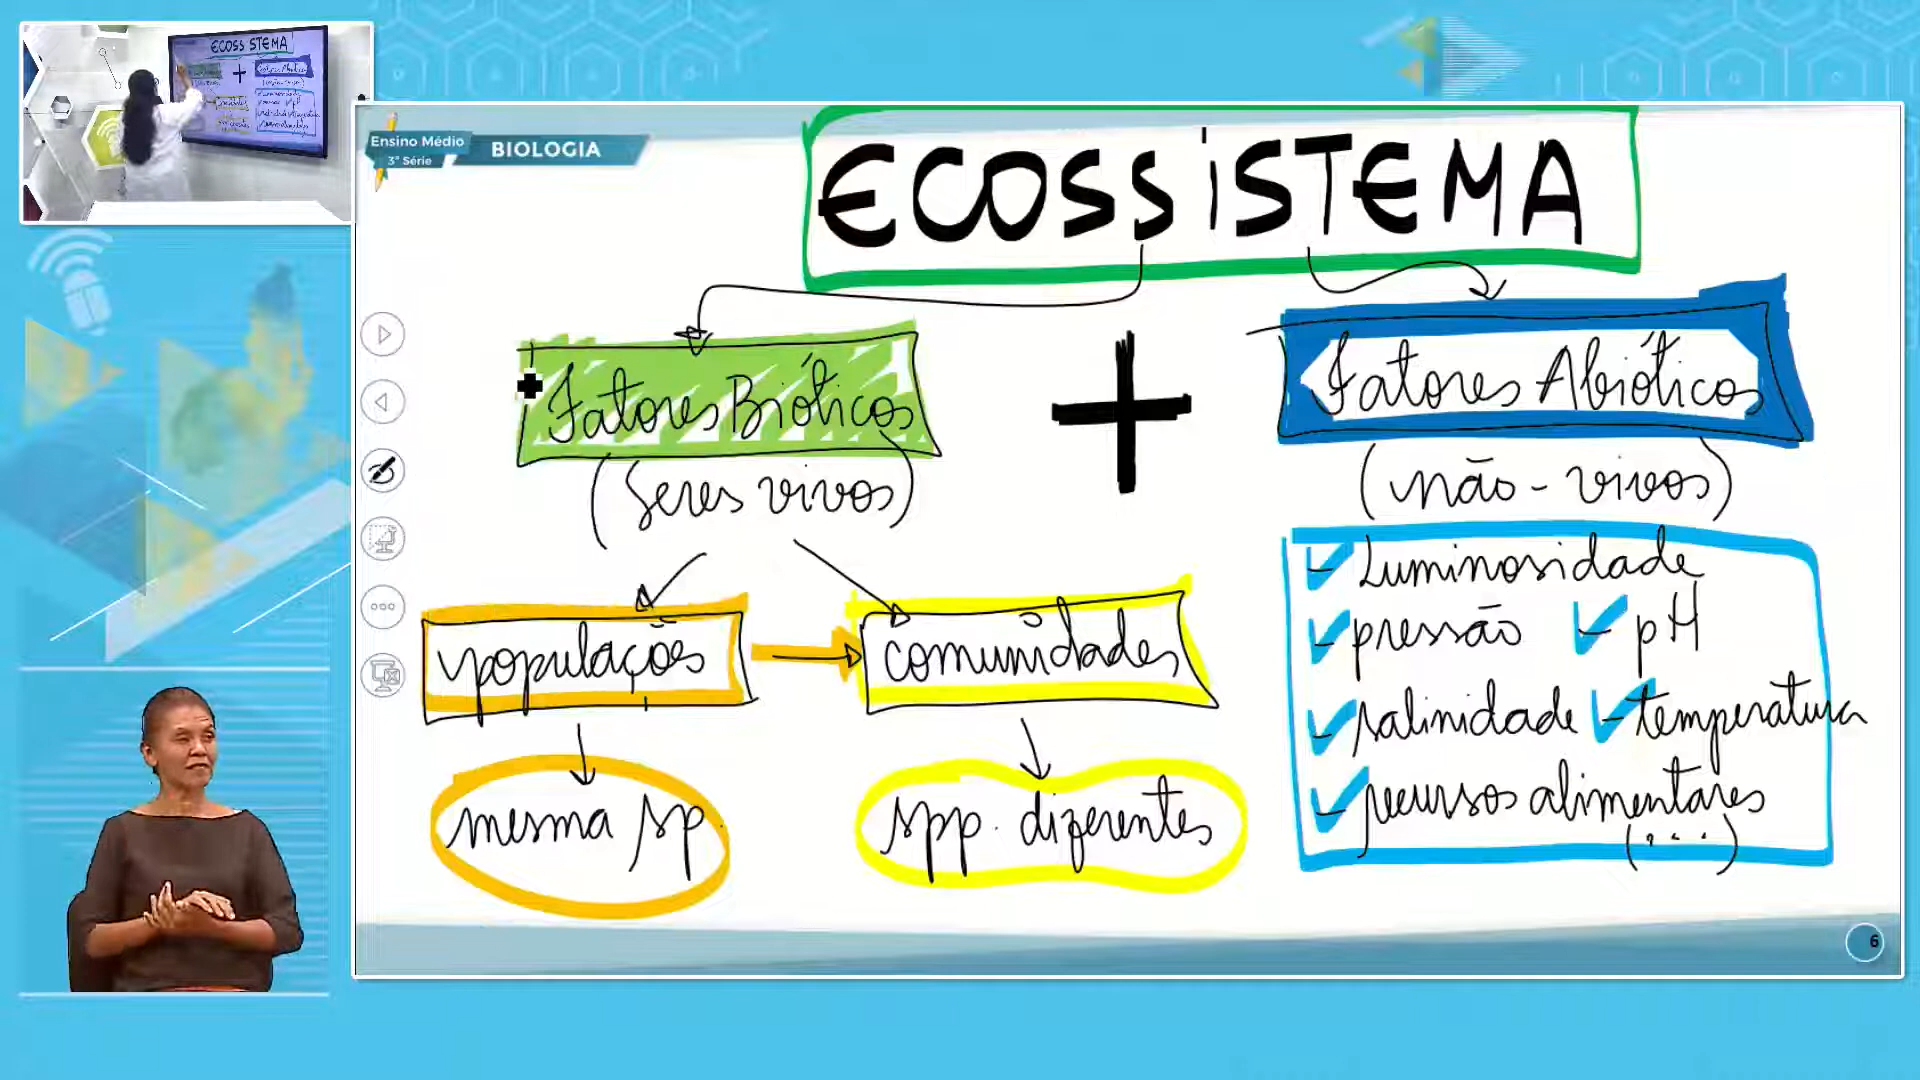 Ensino Médio
3ª Série
BIOLOGIA
ECOSSISTEMA
Fatores Bióticos
+
Fatores Abióticos
(Seres vivos)
(não-vivos)
populações
comunidades
mesma sp.
spp. diferentes
- Luminosidade
- pressão - pH
- salinidade - temperatura
- recursos alimentares
(...)
6